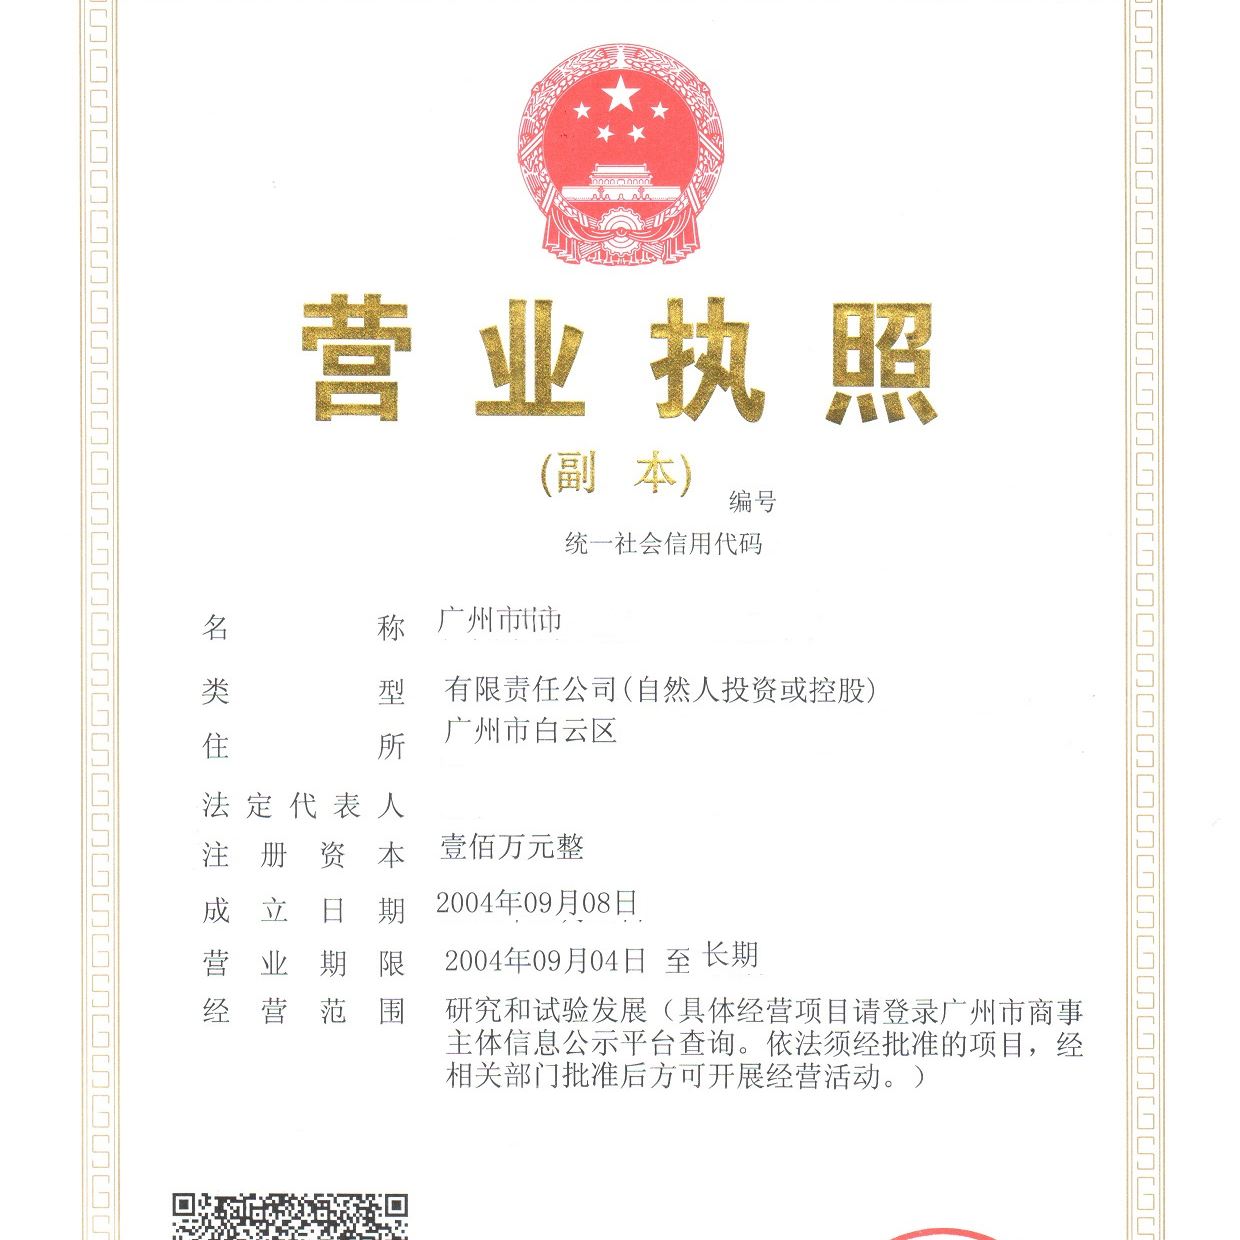 营业执照
(副 本)
编号
统一社会信用代码
名 称 广州市
类 型 有限责任公司(自然人投资或控股)
住 所 广州市白云区
法定代表人
注册资本 壹佰万元整
成立日期 2004年09月08日
营业期限 2004年09月04日 至 长期
经营范围 研究和试验发展（具体经营项目请登录广州市商事
主体信息公示平台查询。依法须经批准的项目，经
相关部门批准后方可开展经营活动。）